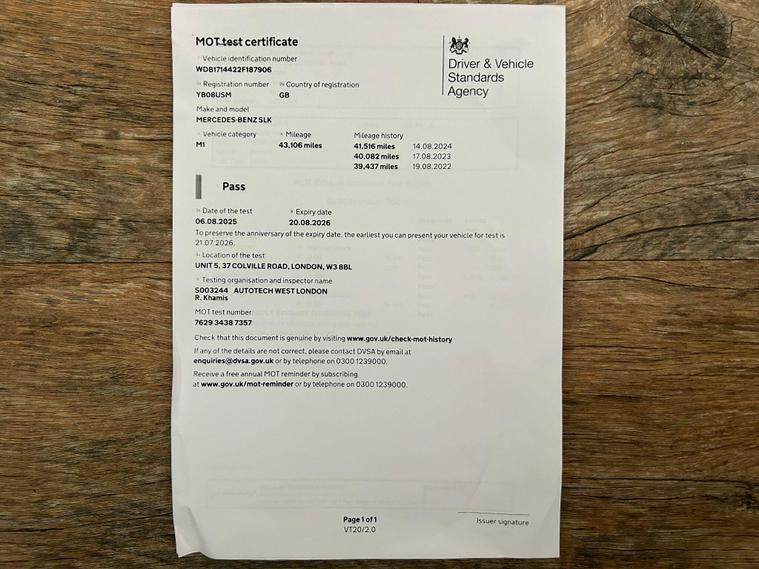 MOT test certificate
Driver & Vehicle
Standards
Agency
Vehicle identification number
WDB1714422F187906
Registration number Country of registration
YB08USM GB
Make and model
MERCEDES-BENZ SLK
Vehicle category Mileage Mileage history
M1 43,106 miles 41,516 miles 14.08.2024
40,082 miles 17.08.2023
39,437 miles 19.08.2022
Pass
Date of the test Expiry date
06.08.2025 20.08.2026
To preserve the anniversary of the expiry date, the earliest you can present your vehicle for test is
21.07.2026.
Location of the test
UNIT 5, 37 COLVILLE ROAD, LONDON, W3 8BL
Testing organisation and inspector name
S003244 AUTOTECH WEST LONDON
R. Khamis
MOT test number
7629 3438 7357
Check that this document is genuine by visiting www.gov.uk/check-mot-history
If any of the details are not correct, please contact DVSA by email at
enquiries@dvsa.gov.uk or by telephone on 0300 1239000.
Receive a free annual MOT reminder by subscribing
at www.gov.uk/mot-reminder or by telephone on 0300 1239000.
Page 1 of 1
VT20/2.0
Issuer signature